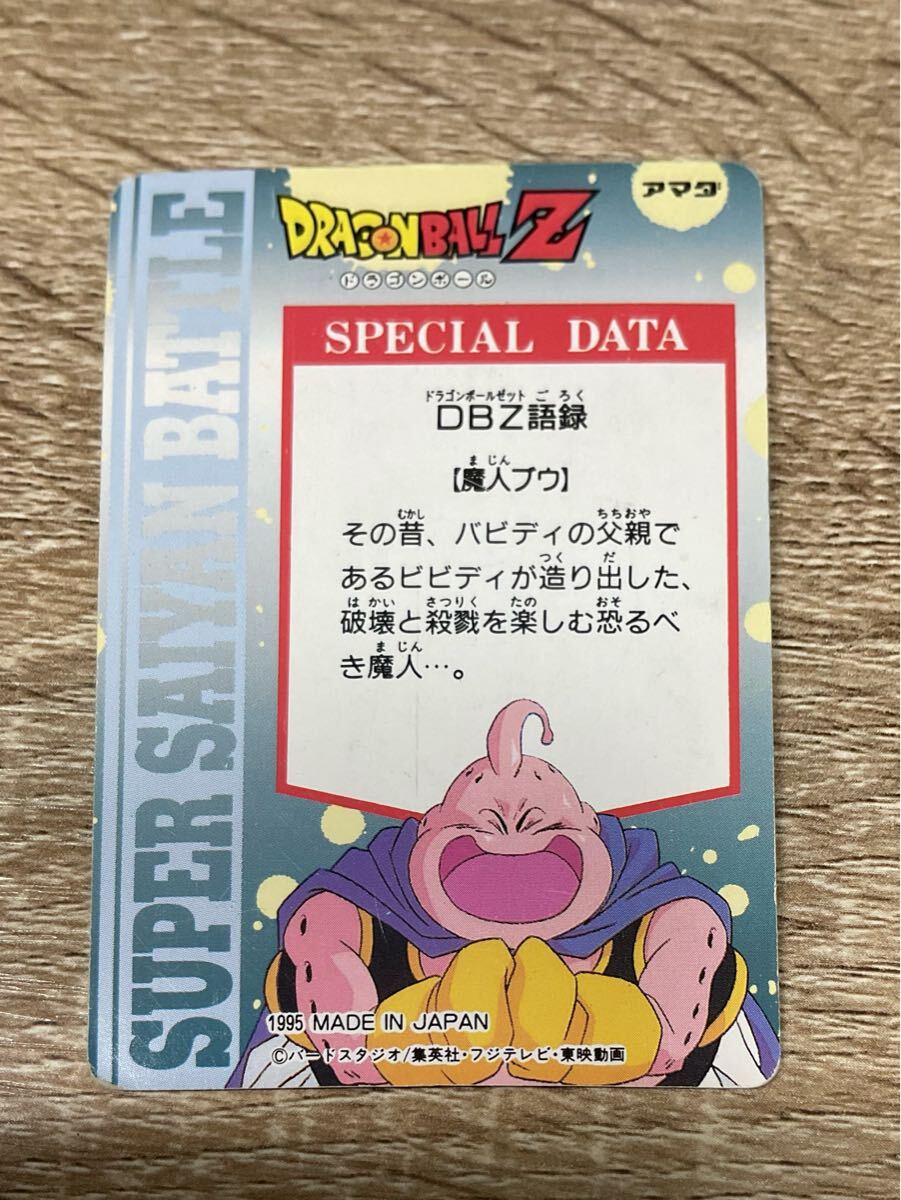 SUPER SAIYAN BATTLE
アマダ
DRAGON BALL Z
ドラゴンボール
SPECIAL DATA
ドラゴンボールゼット ごろく
DBZ語録
まじん
【魔人ブウ】
むかし ちちおや
その昔、バビディの父親で
つく だ
あるビビディが造り出した、
はかい さつりく たの おそ
破壊と殺戮を楽しむ恐るべ
まじん
き魔人…。
1995 MADE IN JAPAN
©バードスタジオ/集英社・フジテレビ・東映動画